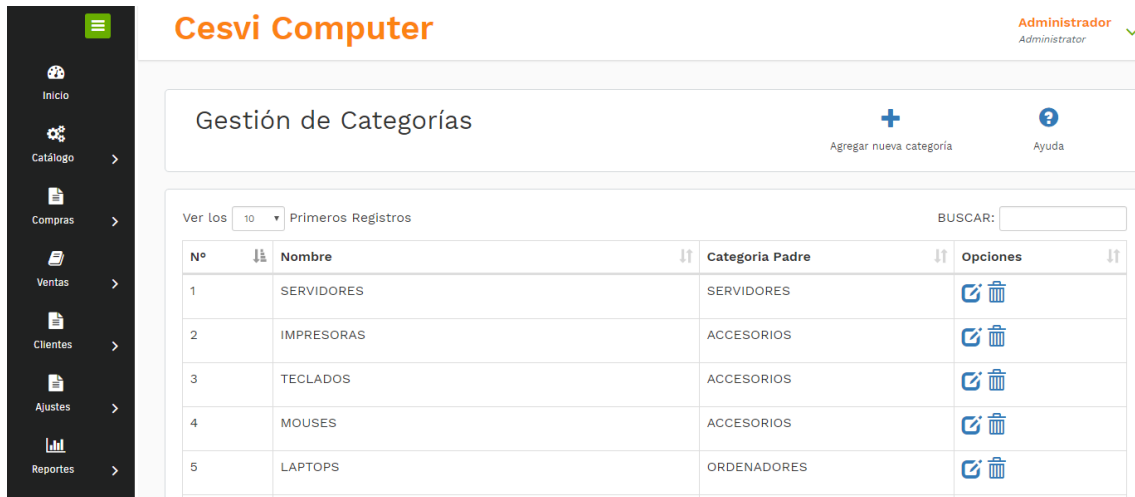 Cesvi Computer
Administrador
Administrator
Inicio
Catálogo
Compras
Ventas
Clientes
Ajustes
Reportes
Gestión de Categorías
Agregar nueva categoría
Ayuda
Ver los 10 Primeros Registros
BUSCAR:
Nº Nombre Categoria Padre Opciones
1 SERVIDORES SERVIDORES
2 IMPRESORAS ACCESORIOS
3 TECLADOS ACCESORIOS
4 MOUSES ACCESORIOS
5 LAPTOPS ORDENADORES